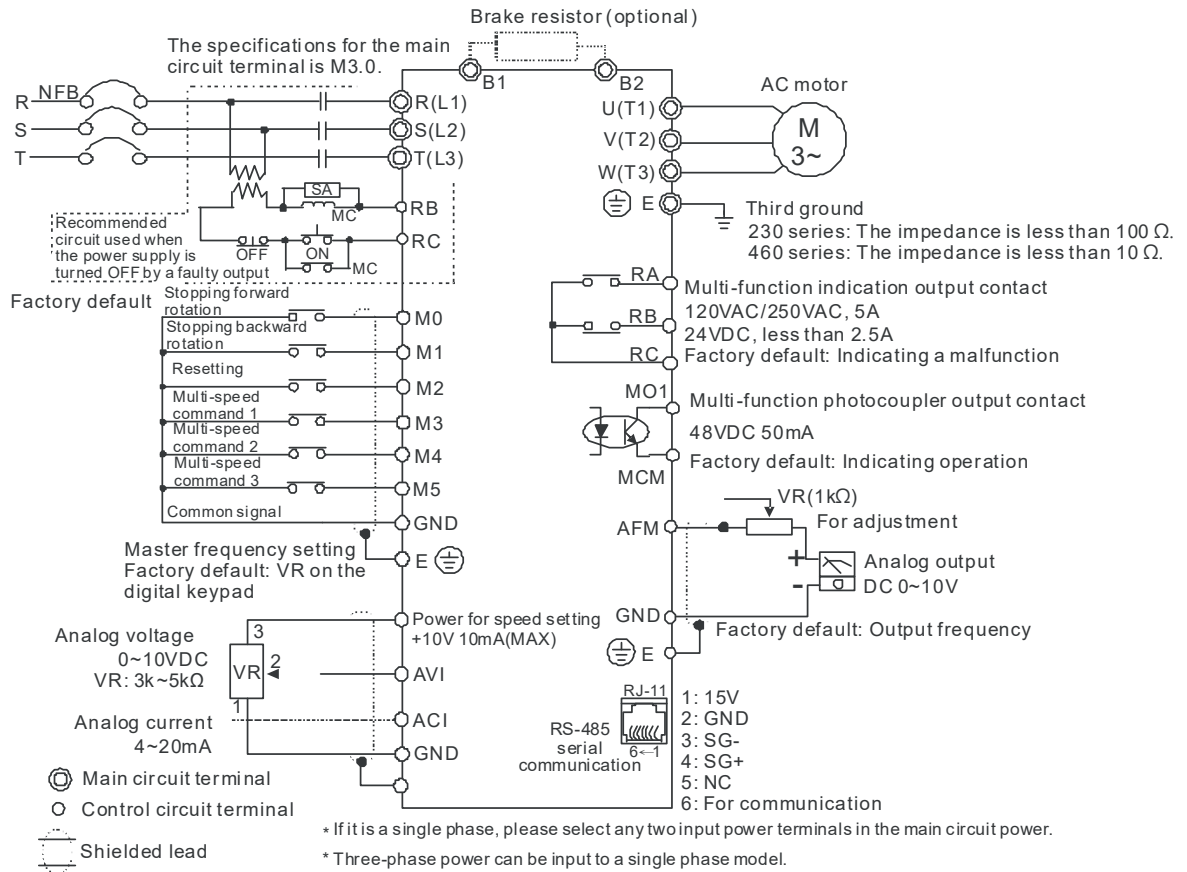 Brake resistor (optional)
The specifications for the main
circuit terminal is M3.0.
B1
B2
AC motor
NFB
R
S
T
R(L1)
S(L2)
T(L3)
U(T1)
V(T2)
W(T3)
M
3~
E
SA
MC
RB
RC
OFF
ON
MC
Recommended
circuit used when
the power supply is
turned OFF by a faulty output
Third ground
230 series: The impedance is less than 100 Ω.
460 series: The impedance is less than 10 Ω.
Factory default
Stopping forward
rotation
M0
Stopping backward
rotation
M1
Resetting
M2
Multi-speed
command 1
M3
Multi-speed
command 2
M4
Multi-speed
command 3
M5
Common signal
GND
E
RA
RB
RC
Multi-function indication output contact
120VAC/250VAC, 5A
24VDC, less than 2.5A
Factory default: Indicating a malfunction
MO1
MCM
Multi-function photocoupler output contact
48VDC 50mA
Factory default: Indicating operation
Master frequency setting
Factory default: VR on the
digital keypad
AFM
VR(1kΩ)
For adjustment
+
-
Analog output
DC 0~10V
GND
E
Factory default: Output frequency
Analog voltage
0~10VDC
VR: 3k~5kΩ
3
VR
2
1
Power for speed setting
+10V 10mA(MAX)
AVI
Analog current
4~20mA
ACI
GND
RJ-11
6←1
RS-485
serial
communication
1: 15V
2: GND
3: SG-
4: SG+
5: NC
6: For communication
Main circuit terminal
Control circuit terminal
Shielded lead
* If it is a single phase, please select any two input power terminals in the main circuit power.
* Three-phase power can be input to a single phase model.